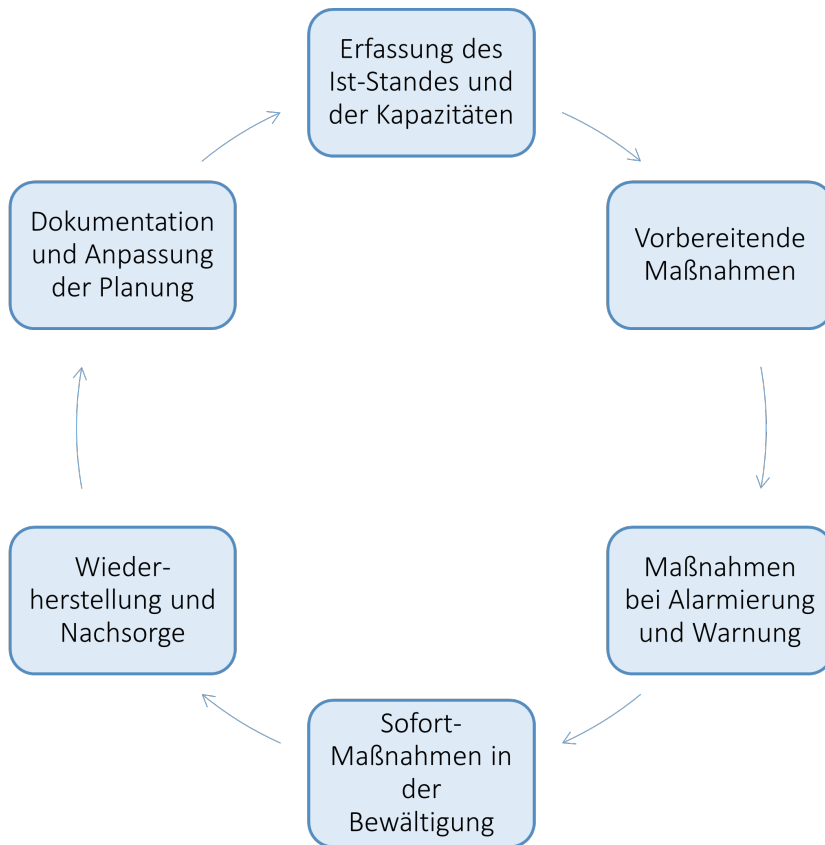 Erfassung des
Ist-Standes und
der Kapazitäten
Vorbereitende
Maßnahmen
Maßnahmen
bei Alarmierung
und Warnung
Sofort-
Maßnahmen in
der
Bewältigung
Wieder-
herstellung und
Nachsorge
Dokumentation
und Anpassung
der Planung